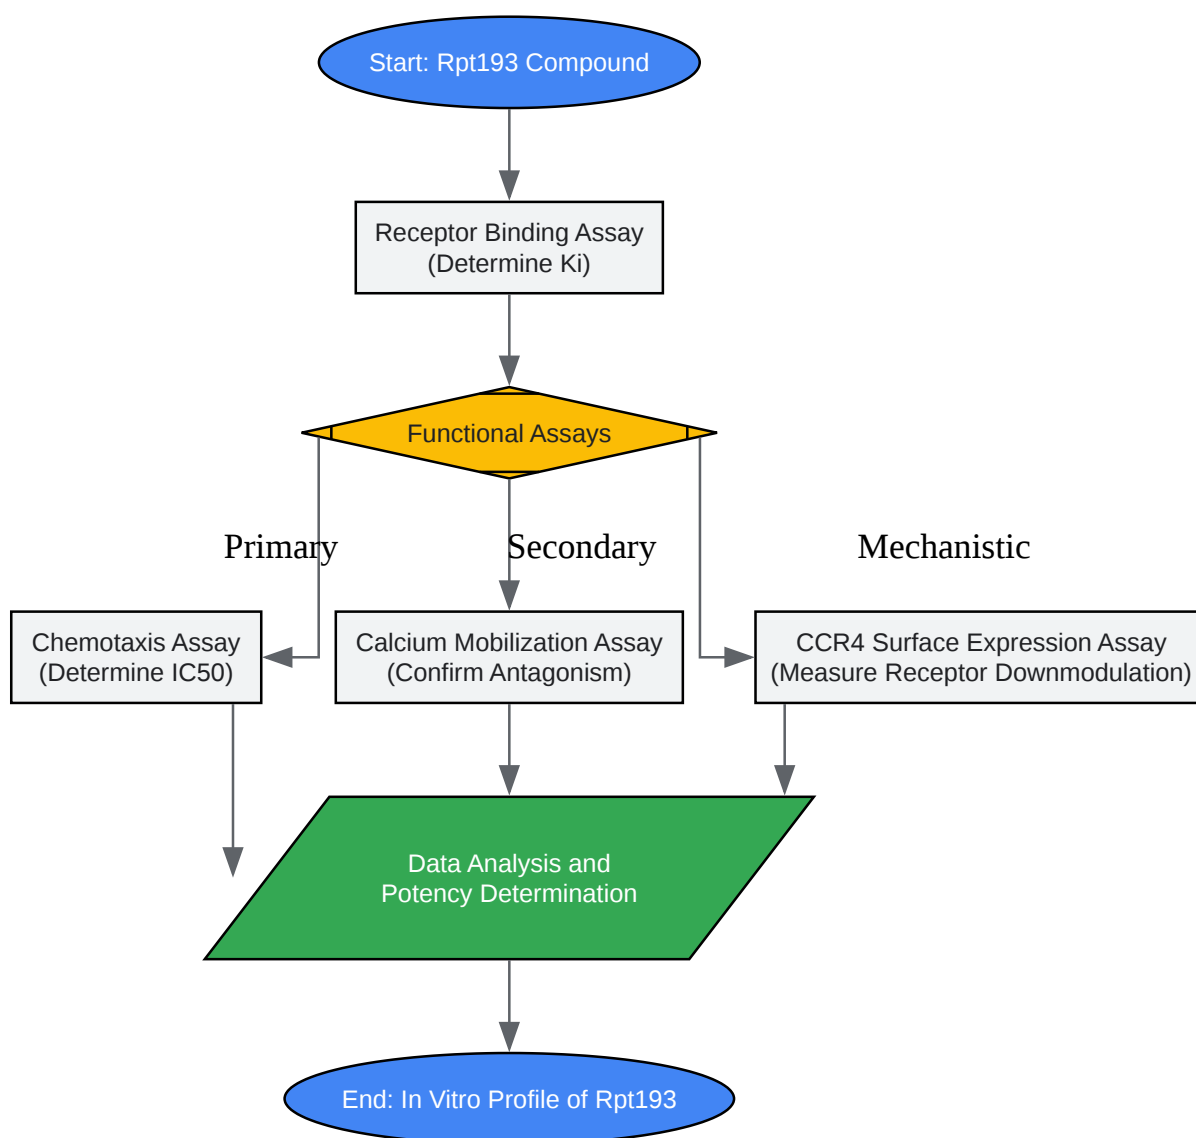 Start: Rpt193 Compound
Receptor Binding Assay
(Determine Ki)
Functional Assays
Primary
Secondary
Mechanistic
Chemotaxis Assay
(Determine IC50)
Calcium Mobilization Assay
(Confirm Antagonism)
CCR4 Surface Expression Assay
(Measure Receptor Downmodulation)
Data Analysis and
Potency Determination
End: In Vitro Profile of Rpt193